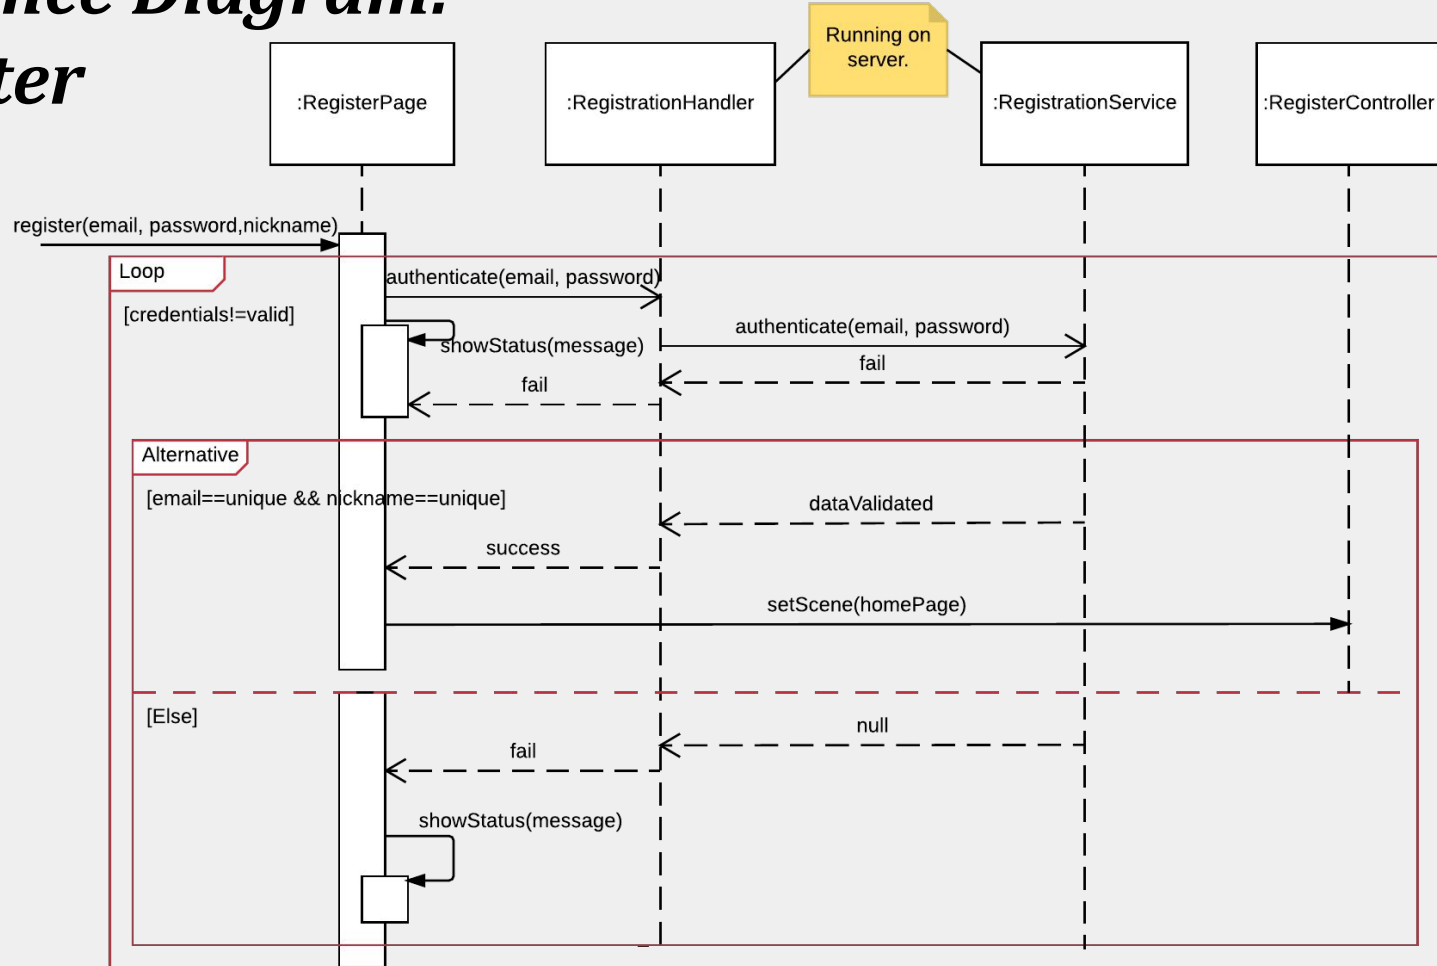 Diagram:
Running on
server.
:RegisterPage
:RegistrationHandler
:RegistrationService
:RegisterController
register(email, password,nickname)
Loop
authenticate(email, password)
[credentials!=valid]
authenticate(email, password)
showStatus(message)
fail
fail
Alternative
[email==unique && nickname==unique]
dataValidated
success
setScene(homePage)
[Else]
null
fail
showStatus(message)